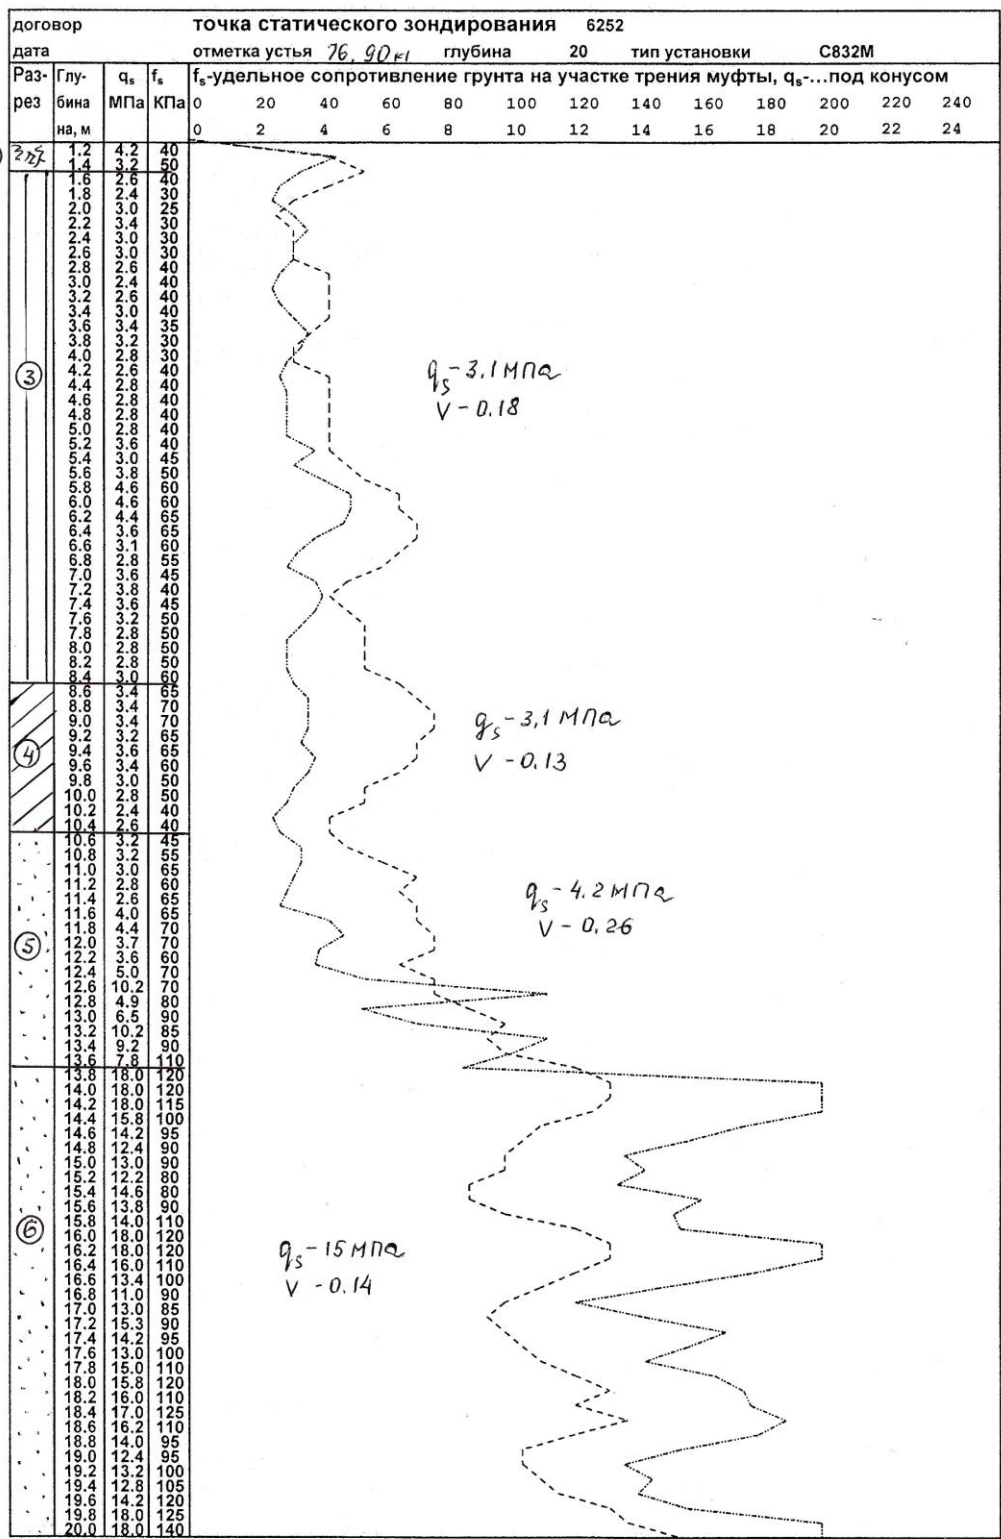 договор точка статического зондирования 6252
дата отметка устья 76,90 м глубина 20 тип установки С832М
Раз- Глу- qs fs fs-удельное сопротивление грунта на участке трения муфты, qs-...под конусом
рез бина МПа КПа 0 20 40 60 80 100 120 140 160 180 200 220 240
на, м 0 2 4 6 8 10 12 14 16 18 20 22 24
1.2 4.2 40
1.4 3.2 50
1.6 2.6 40
1.8 2.4 30
2.0 3.0 25
2.2 3.4 30
2.4 3.0 30
2.6 3.0 30
2.8 2.6 40
3.0 2.4 40
3.2 2.6 40
3.4 3.0 40
3.6 3.4 35
3.8 3.2 30
4.0 2.8 30
4.2 2.6 40
3 4.4 2.8 40 qs-3.1 МПа
4.6 2.8 40 V-0.18
4.8 2.8 40
5.0 2.8 40
5.2 3.6 40
5.4 3.0 45
5.6 3.8 50
5.8 4.6 60
6.0 4.6 60
6.2 4.4 65
6.4 3.6 65
6.6 3.1 60
6.8 2.8 55
7.0 3.6 45
7.2 3.8 40
7.4 3.6 45
7.6 3.2 50
7.8 2.8 50
8.0 2.8 50
8.2 2.8 50
8.4 3.0 60
8.6 3.4 65
8.8 3.4 70
9.0 3.4 70 qs-3,1 МПа
9.2 3.2 65
4 9.4 3.6 65 V-0.13
9.6 3.4 60
9.8 3.0 50
10.0 2.8 50
10.2 2.4 40
10.4 2.6 40
10.6 3.2 45
10.8 3.2 55
11.0 3.0 65
11.2 2.8 60 qs-4.2 МПа
11.4 2.6 65
11.6 4.0 65 V-0,26
11.8 4.4 70
5 12.0 3.7 70
12.2 3.6 60
12.4 5.0 70
12.6 10.2 70
12.8 4.9 80
13.0 6.5 90
13.2 10.2 85
13.4 9.2 90
13.6 7.8 110
13.8 18.0 120
14.0 18.0 120
14.2 18.0 115
14.4 15.8 100
14.6 14.2 95
14.8 12.4 90
15.0 13.0 90
15.2 12.2 80
15.4 14.6 80
15.6 13.8 90
6 15.8 14.0 110
16.0 18.0 120
16.2 18.0 120 qs-15 МПа
16.4 16.0 110
16.6 13.4 100 V-0.14
16.8 11.0 90
17.0 13.0 85
17.2 15.3 90
17.4 14.2 95
17.6 13.0 100
17.8 15.0 110
18.0 15.8 120
18.2 16.0 110
18.4 17.0 125
18.6 16.2 110
18.8 14.0 95
19.0 12.4 95
19.2 13.2 100
19.4 12.8 105
19.6 14.2 120
19.8 18.0 125
20.0 18.0 140